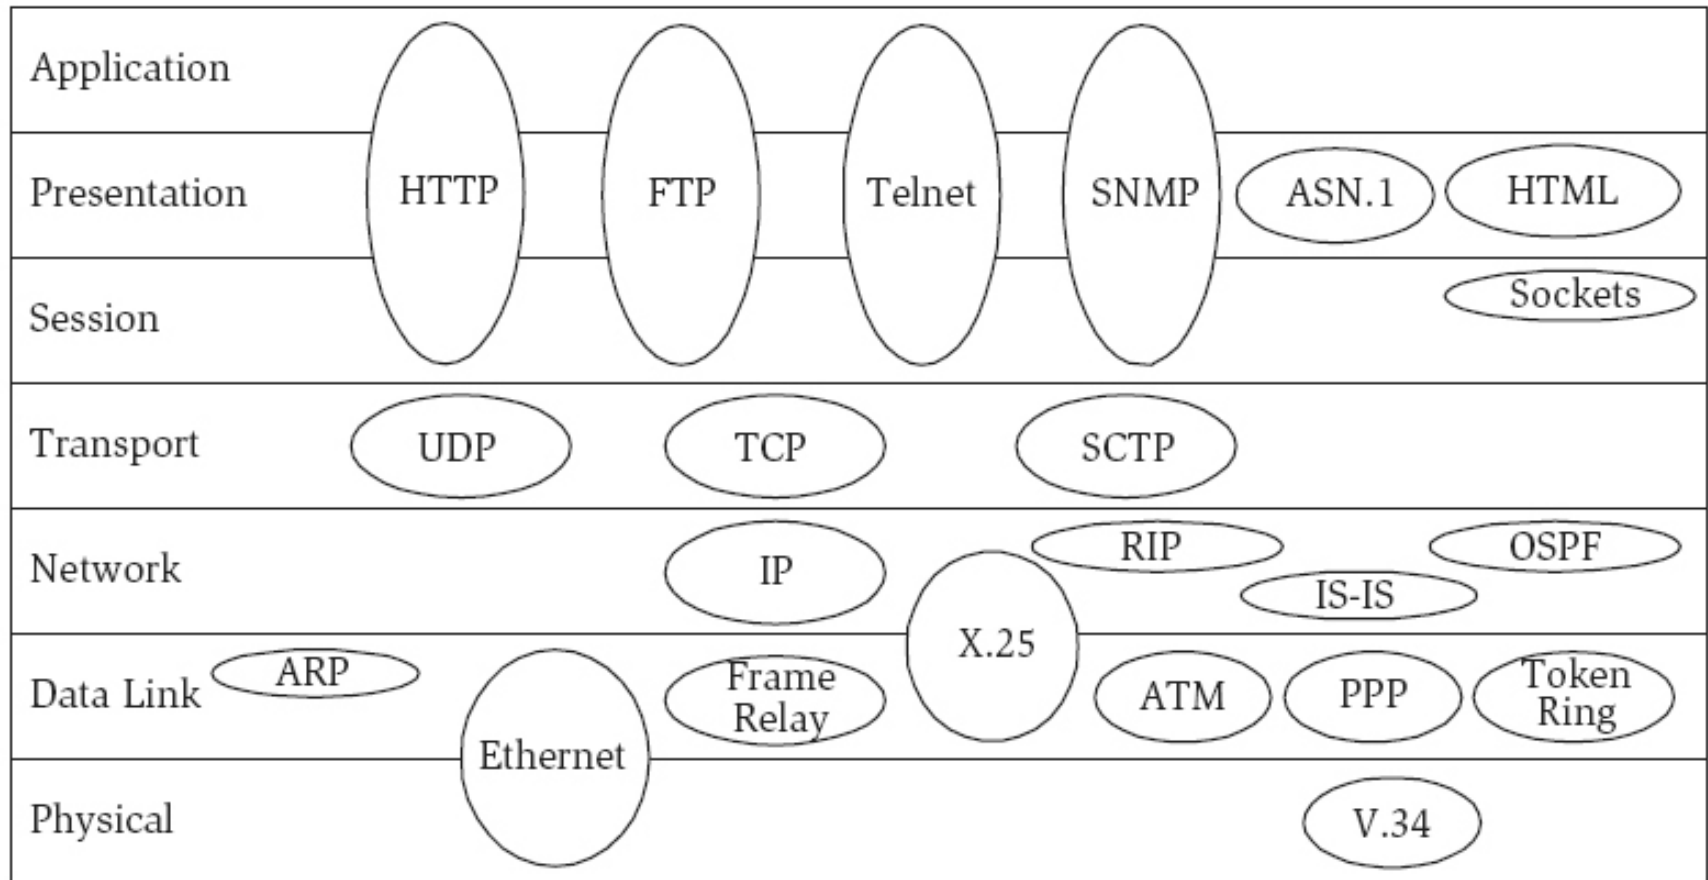 Application
Presentation
HTTP
FTP
Telnet
SNMP
ASN.1
HTML
Session
Sockets
Transport
UDP
TCP
SCTP
Network
IP
RIP
OSPF
IS-IS
X.25
Data Link
ARP
Frame
Relay
ATM
PPP
Token
Ring
Ethernet
Physical
V.34